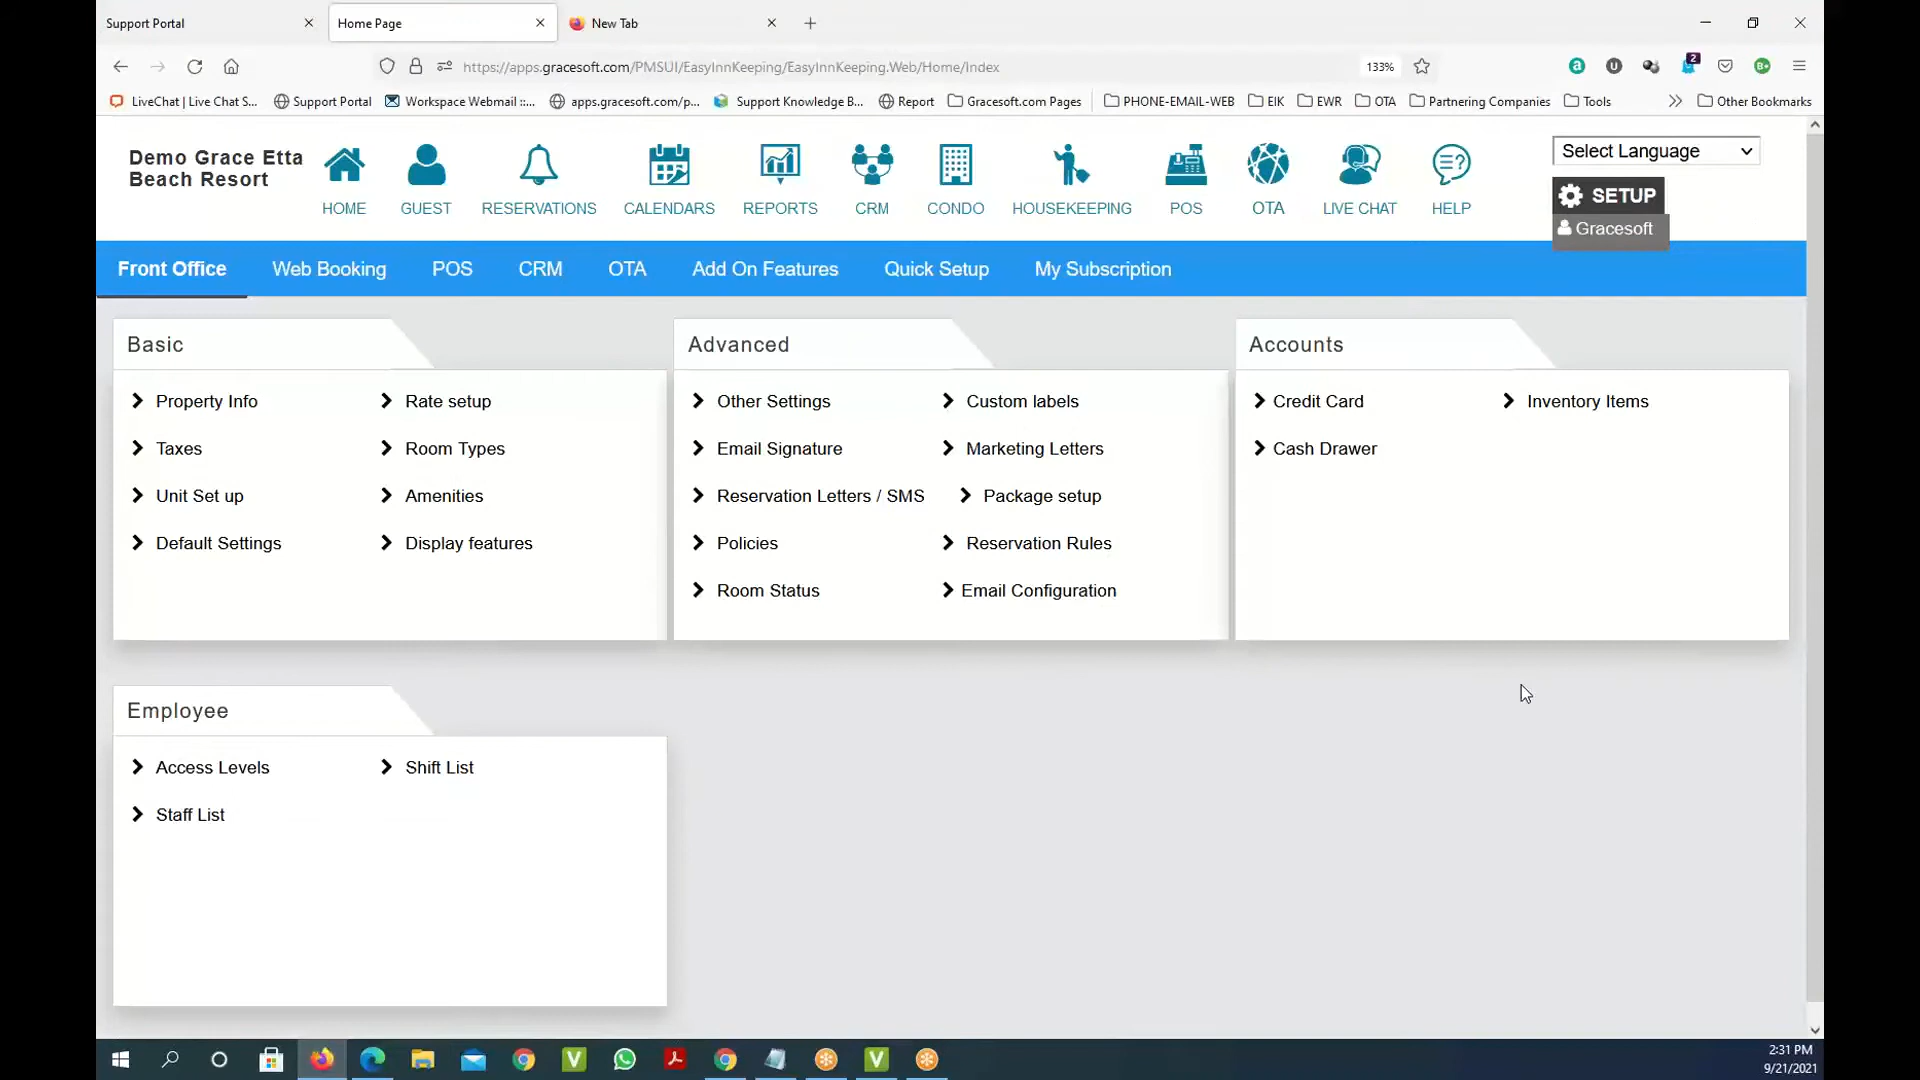 Support Portal
Home Page
New Tab
https://apps.gracesoft.com/PMSUI/EasyInnKeeping/EasyInnKeeping.Web/Home/Index
133%
2
LiveChat | Live Chat S...
Support Portal
Workspace Webmail ::...
apps.gracesoft.com/p...
Support Knowledge B...
Report
Gracesoft.com Pages
PHONE-EMAIL-WEB
EIK
EWR
OTA
Partnering Companies
Tools
Other Bookmarks
Demo Grace Etta
Beach Resort
HOME
GUEST
RESERVATIONS
CALENDARS
REPORTS
CRM
CONDO
HOUSEKEEPING
POS
OTA
LIVE CHAT
HELP
Select Language
SETUP
Gracesoft
Front Office
Web Booking
POS
CRM
OTA
Add On Features
Quick Setup
My Subscription
Basic
Property Info
Rate setup
Taxes
Room Types
Unit Set up
Amenities
Default Settings
Display features
Advanced
Other Settings
Custom labels
Email Signature
Marketing Letters
Reservation Letters / SMS
Package setup
Policies
Reservation Rules
Room Status
Email Configuration
Accounts
Credit Card
Inventory Items
Cash Drawer
Employee
Access Levels
Shift List
Staff List
2:31 PM
9/21/2021